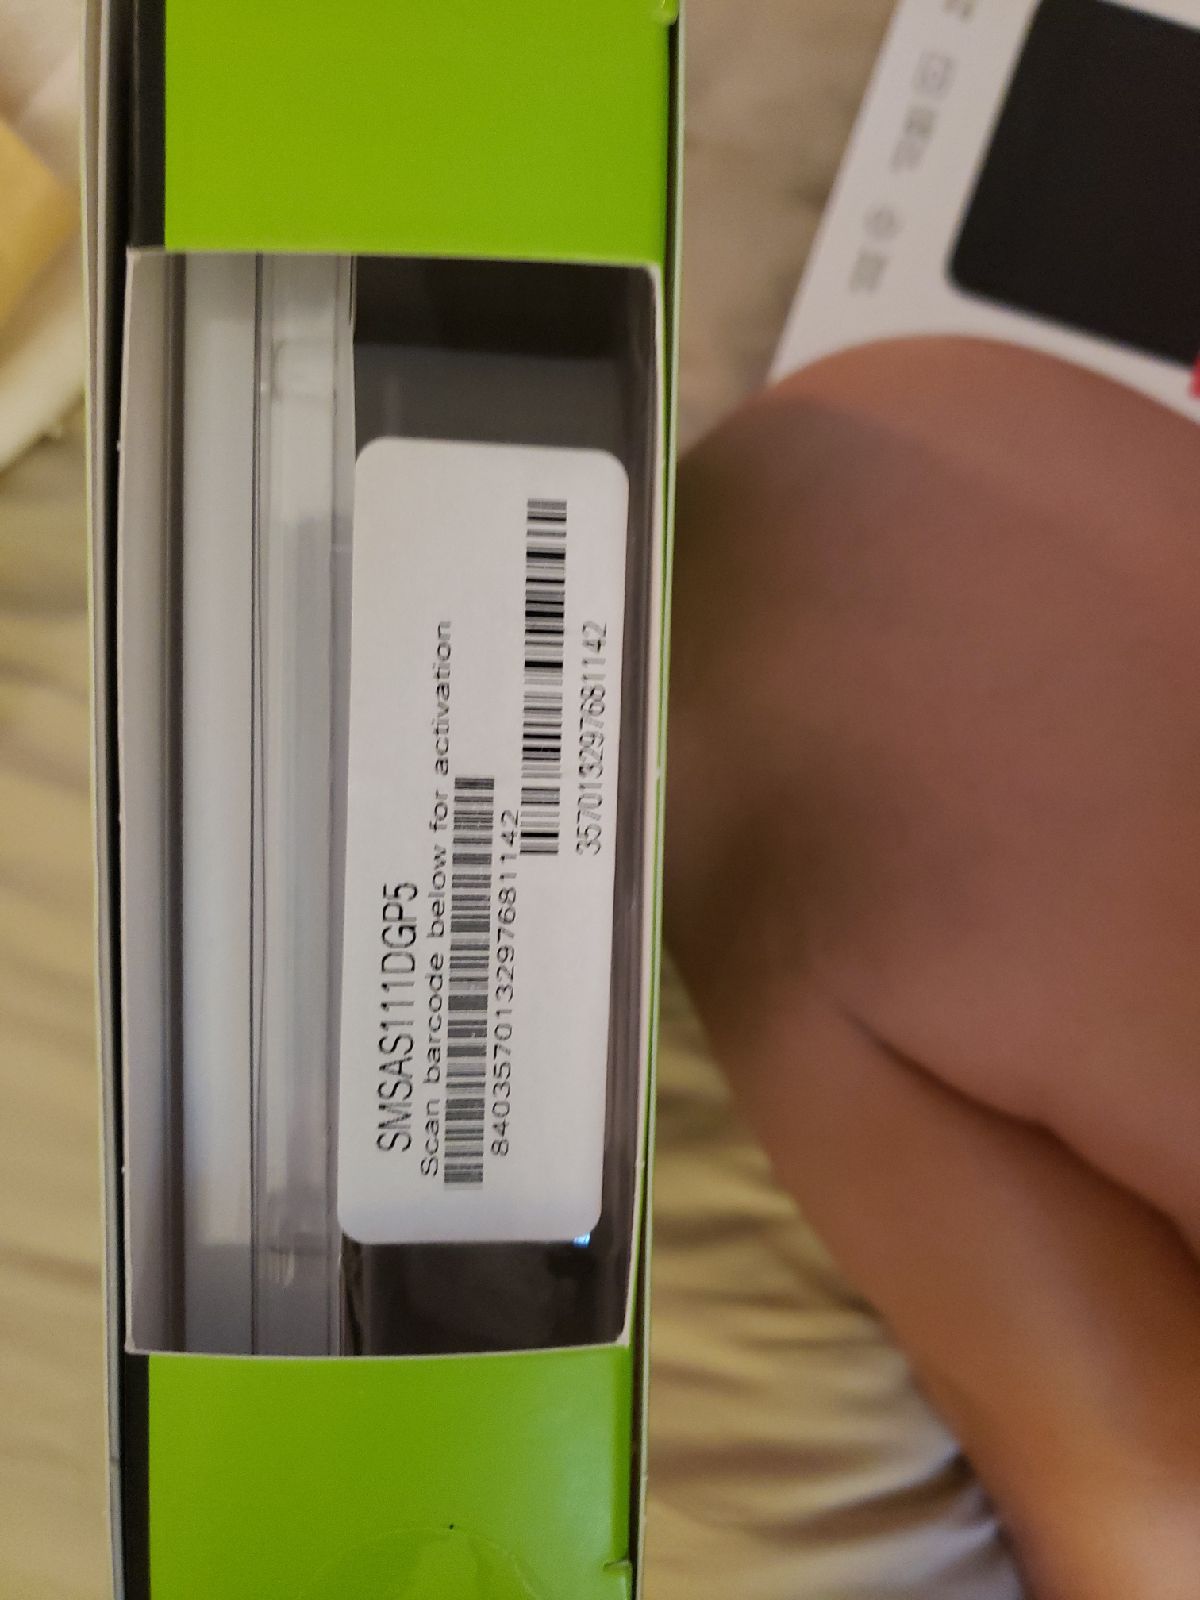 SMSAS111DGP5
Scan barcode below for activation
840357013297681142
357013297681142